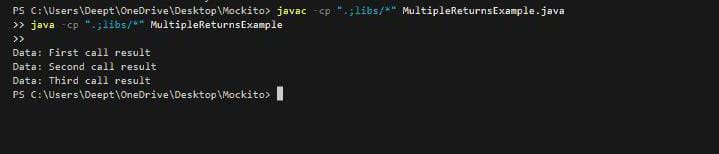 PS C:\Users\Deept\OneDrive\Desktop\Mockito> javac -cp ".;libs/*" MultipleReturnsExample.java
>> java -cp ".;libs/*" MultipleReturnsExample
>>
Data: First call result
Data: Second call result
Data: Third call result
PS C:\Users\Deept\OneDrive\Desktop\Mockito>